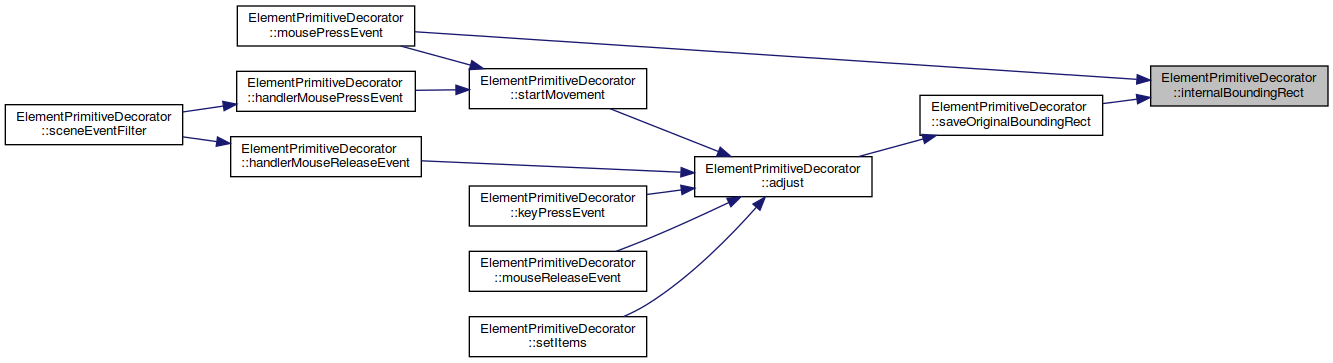 ElementPrimitiveDecorator
::mousePressEvent
ElementPrimitiveDecorator
::handlerMousePressEvent
ElementPrimitiveDecorator
::startMovement
ElementPrimitiveDecorator
::internalBoundingRect
ElementPrimitiveDecorator
::sceneEventFilter
ElementPrimitiveDecorator
::saveOriginalBoundingRect
ElementPrimitiveDecorator
::handlerMouseReleaseEvent
ElementPrimitiveDecorator
::adjust
ElementPrimitiveDecorator
::keyPressEvent
ElementPrimitiveDecorator
::mouseReleaseEvent
ElementPrimitiveDecorator
::setItems